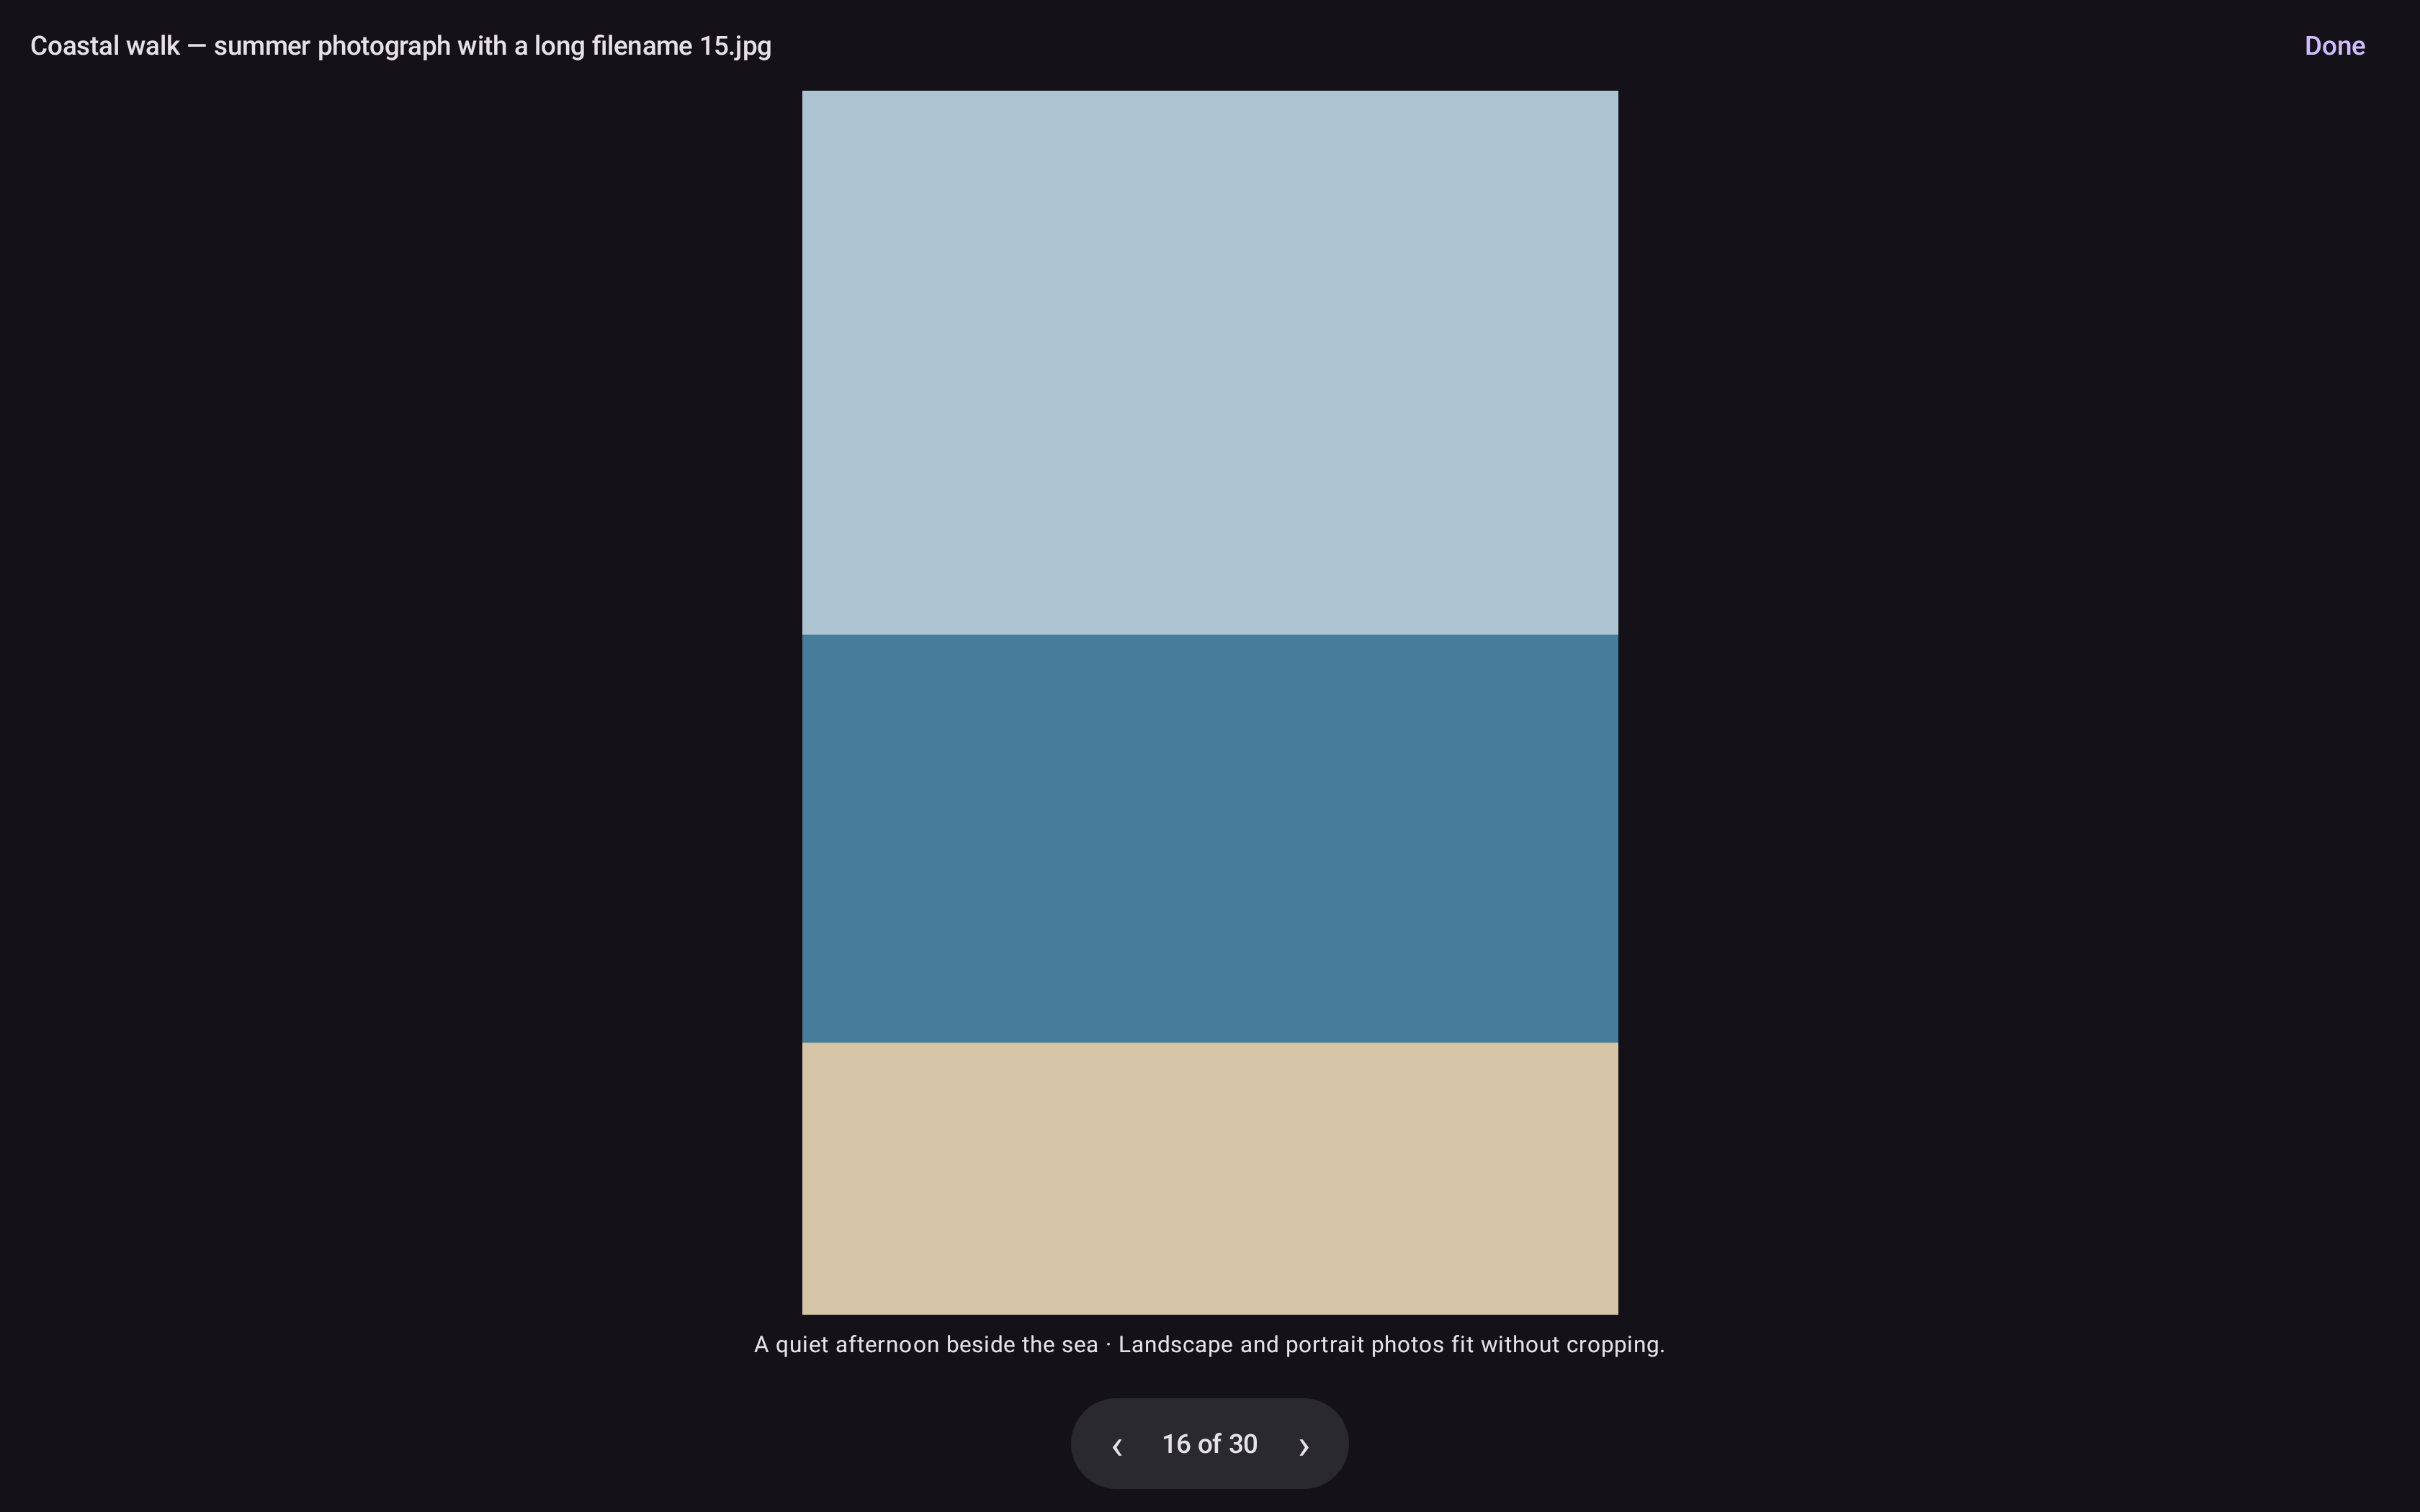 Coastal walk — summer photograph with a long filename 15.jpg
Done
A quiet afternoon beside the sea · Landscape and portrait photos fit without cropping.
‹ 16 of 30 ›